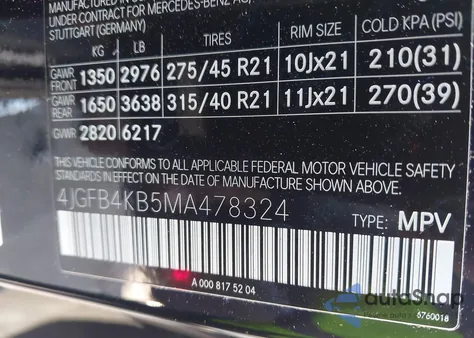 UNDER CONTRACT FOR MERCEDES-BENZ AG,
STUTTGART (GERMANY)
KG LB TIRES RIM SIZE COLD KPA (PSI)
GAWR FRONT 1350 2976 275/45 R21 10Jx21 210(31)
GAWR REAR 1650 3638 315/40 R21 11Jx21 270(39)
GVWR 2820 6217
THIS VEHICLE CONFORMS TO ALL APPLICABLE FEDERAL MOTOR VEHICLE SAFETY
STANDARDS IN EFFECT ON THE DATE OF MANUFACTURE SHOWN ABOVE.
4JGFB4KB5MA478324
TYPE: MPV
A 000 817 52 04
6760018
autoShap